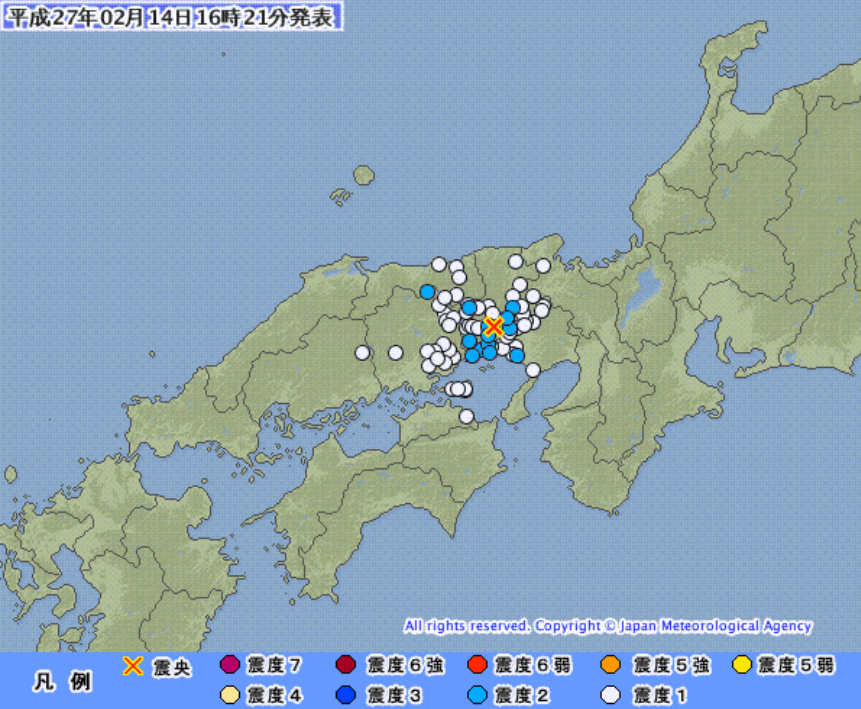 平成27年02月14日16時21分発表
All rights reserved. Copyright © Japan Meteorological Agency
凡 例
震央 震度7 震度6強 震度6弱 震度5強 震度5弱
震度4 震度3 震度2 震度1